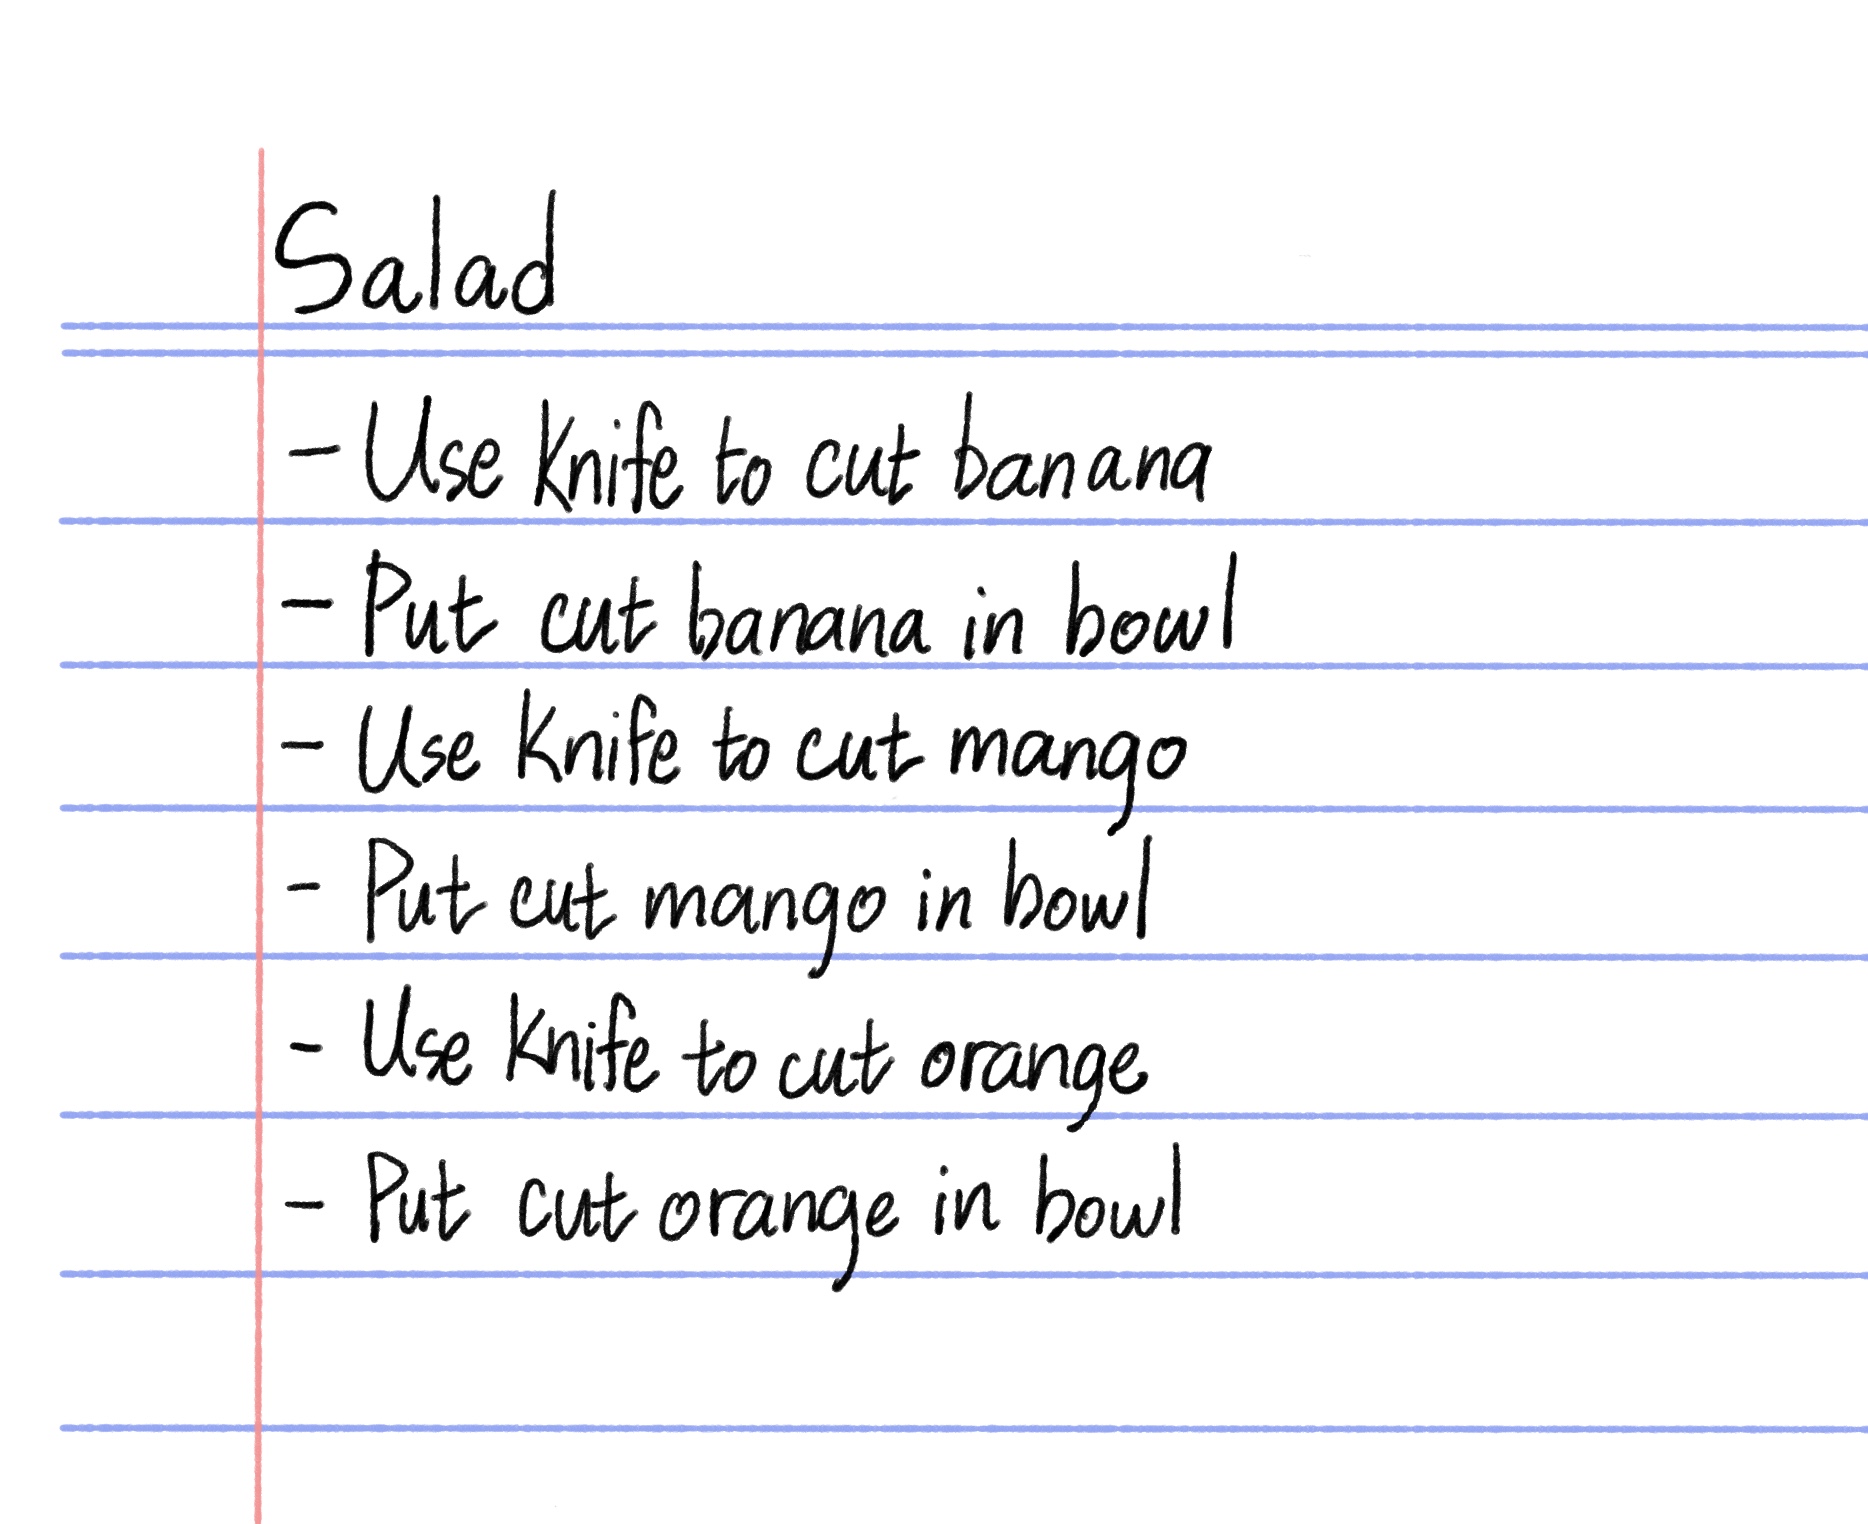 Salad
- Use knife to cut banana
- Put cut banana in bowl
- Use knife to cut mango
- Put cut mango in bowl
- Use knife to cut orange
- Put cut orange in bowl